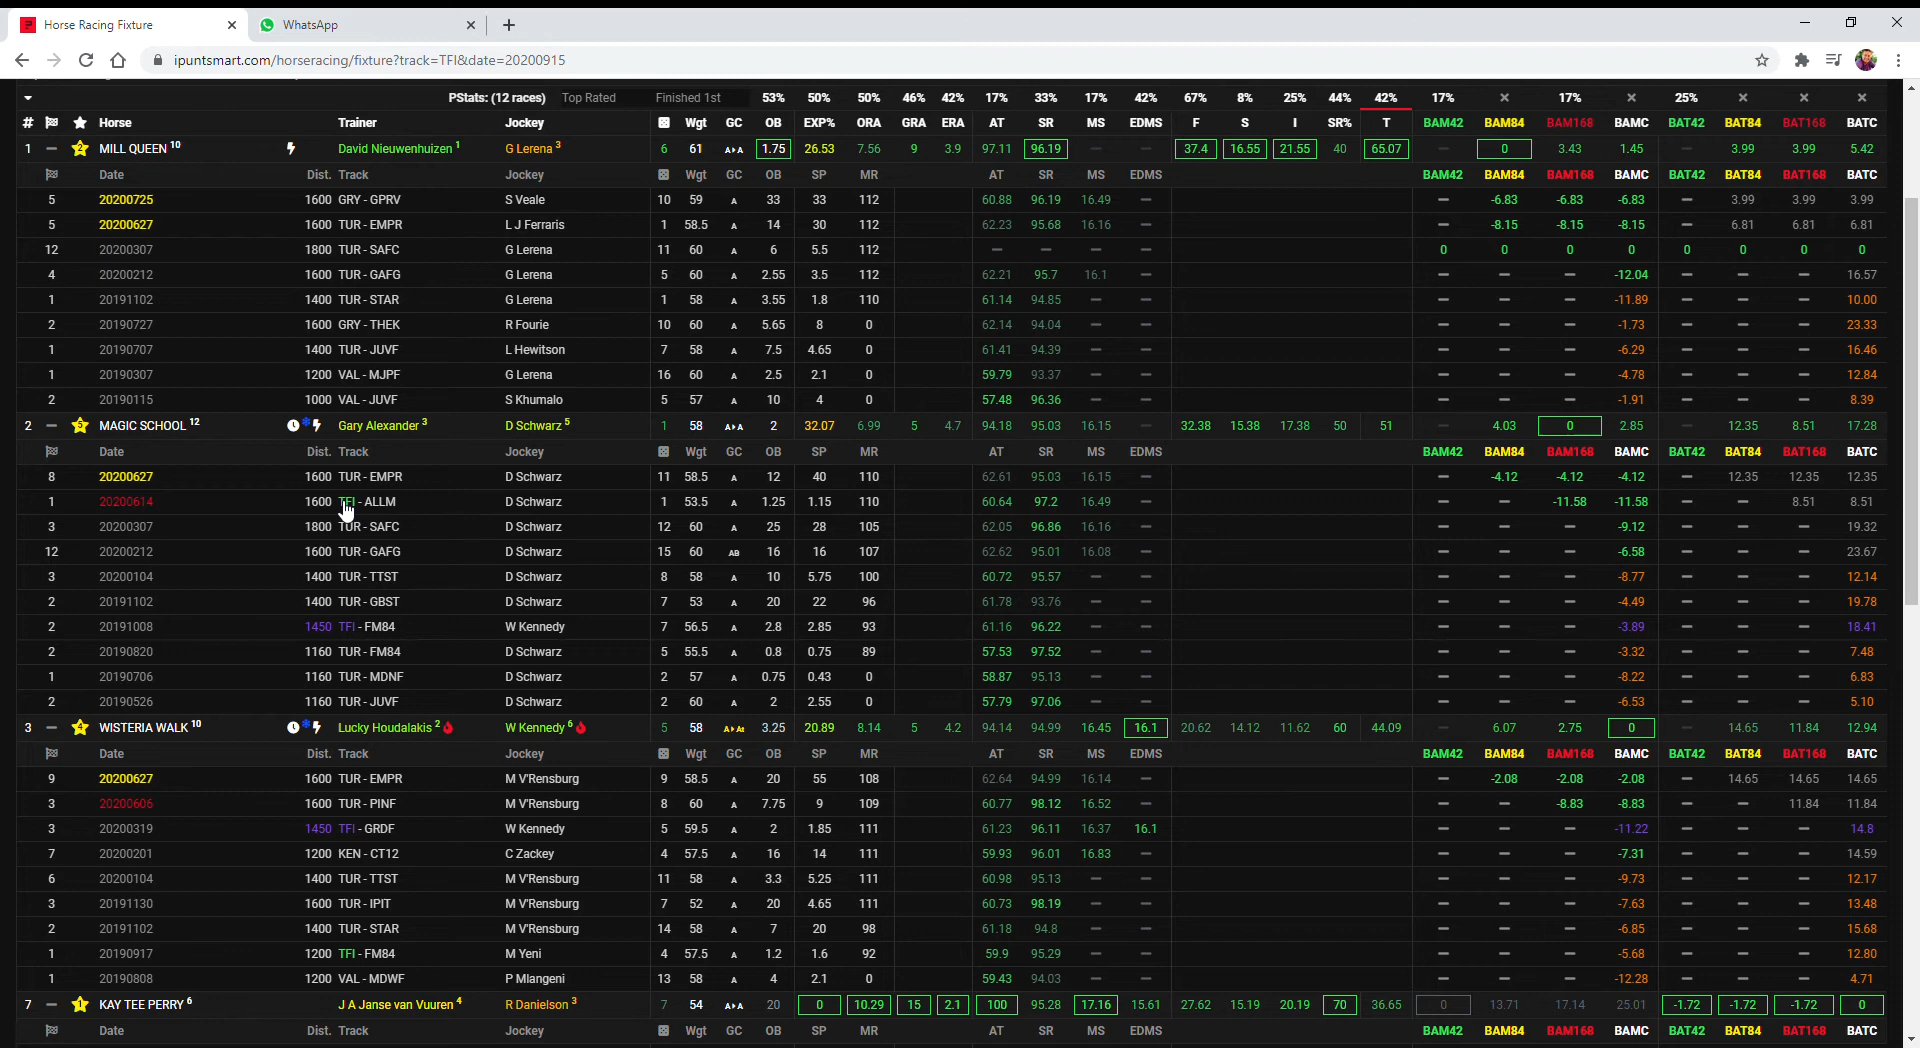 Horse Racing Fixture
WhatsApp
ipuntsmart.com/horseracing/fixture?track=TFI&date=20200915
PStats: (12 races) Top Rated Finished 1st 53% 50% 50% 46% 42% 17% 33% 17% 42% 67% 8% 25% 44% 42% 17% × 17% × 25% × × ×
# Horse Trainer Jockey Wgt GC OB EXP% ORA GRA ERA AT SR MS EDMS F S I SR% T BAM42 BAM84 BAM168 BAMC BAT42 BAT84 BAT168 BATC
1 — 2 MILL QUEEN 10 David Nieuwenhuizen 1 G Lerena 3 6 61 A▸A 1.75 26.53 7.56 9 3.9 97.11 96.19 — — 37.4 16.55 21.55 40 65.07 — 0 3.43 1.45 — 3.99 3.99 5.42
Date Dist. Track Jockey Wgt GC OB SP MR AT SR MS EDMS BAM42 BAM84 BAM168 BAMC BAT42 BAT84 BAT168 BATC
5 20200725 1600 GRY - GPRV S Veale 10 59 A 33 33 112 60.88 96.19 16.49 — — -6.83 -6.83 -6.83 — 3.99 3.99 3.99
5 20200627 1600 TUR - EMPR L J Ferraris 1 58.5 A 14 30 112 62.23 95.68 16.16 — — -8.15 -8.15 -8.15 — 6.81 6.81 6.81
12 20200307 1800 TUR - SAFC G Lerena 11 60 A 6 5.5 112 — — — — 0 0 0 0 0 0 0 0
4 20200212 1600 TUR - GAFG G Lerena 5 60 A 2.55 3.5 112 62.21 95.7 16.1 — — — — -12.04 — — — 16.57
1 20191102 1400 TUR - STAR G Lerena 1 58 A 3.55 1.8 110 61.14 94.85 — — — — — -11.89 — — — 10.00
2 20190727 1600 GRY - THEK R Fourie 10 60 A 5.65 8 0 62.14 94.04 — — — — — -1.73 — — — 23.33
1 20190707 1400 TUR - JUVF L Hewitson 7 58 A 7.5 4.65 0 61.41 94.39 — — — — — -6.29 — — — 16.46
1 20190307 1200 VAL - MJPF G Lerena 16 60 A 2.5 2.1 0 59.79 93.37 — — — — — -4.78 — — — 12.84
2 20190115 1000 VAL - JUVF S Khumalo 5 57 A 10 4 0 57.48 96.36 — — — — — -1.91 — — — 8.39
2 — 5 MAGIC SCHOOL 12 Gary Alexander 3 D Schwarz 5 1 58 A▸A 2 32.07 6.99 5 4.7 94.18 95.03 16.15 — 32.38 15.38 17.38 50 51 — 4.03 0 2.85 — 12.35 8.51 17.28
Date Dist. Track Jockey Wgt GC OB SP MR AT SR MS EDMS BAM42 BAM84 BAM168 BAMC BAT42 BAT84 BAT168 BATC
8 20200627 1600 TUR - EMPR D Schwarz 11 58.5 A 12 40 110 62.61 95.03 16.15 — — -4.12 -4.12 -4.12 — 12.35 12.35 12.35
1 20200614 1600 TFI - ALLM D Schwarz 1 53.5 A 1.25 1.15 110 60.64 97.2 16.49 — — — -11.58 -11.58 — — 8.51 8.51
3 20200307 1800 TUR - SAFC D Schwarz 12 60 A 25 28 105 62.05 96.86 16.16 — — — — -9.12 — — — 19.32
12 20200212 1600 TUR - GAFG D Schwarz 15 60 AB 16 16 107 62.62 95.01 16.08 — — — — -6.58 — — — 23.67
3 20200104 1400 TUR - TTST D Schwarz 8 58 A 10 5.75 100 60.72 95.57 — — — — — -8.77 — — — 12.14
2 20191102 1400 TUR - GBST D Schwarz 7 53 A 20 22 96 61.78 93.76 — — — — — -4.49 — — — 19.78
2 20191008 1450 TFI - FM84 W Kennedy 7 56.5 A 2.8 2.85 93 61.16 96.22 — — — — — -3.89 — — — 18.41
2 20190820 1160 TUR - FM84 D Schwarz 5 55.5 A 0.8 0.75 89 57.53 97.52 — — — — — -3.32 — — — 7.48
1 20190706 1160 TUR - MDNF D Schwarz 2 57 A 0.75 0.43 0 58.87 95.13 — — — — — -8.22 — — — 6.83
2 20190526 1160 TUR - JUVF D Schwarz 2 60 A 2 2.55 0 57.79 97.06 — — — — — -6.53 — — — 5.10
3 — 4 WISTERIA WALK 10 Lucky Houdalakis 2 W Kennedy 6 5 58 A▸At 3.25 20.89 8.14 5 4.2 94.14 94.99 16.45 16.1 20.62 14.12 11.62 60 44.09 — 6.07 2.75 0 — 14.65 11.84 12.94
Date Dist. Track Jockey Wgt GC OB SP MR AT SR MS EDMS BAM42 BAM84 BAM168 BAMC BAT42 BAT84 BAT168 BATC
9 20200627 1600 TUR - EMPR M V'Rensburg 9 58.5 A 20 55 108 62.64 94.99 16.14 — — -2.08 -2.08 -2.08 — 14.65 14.65 14.65
3 20200606 1600 TUR - PINF M V'Rensburg 8 60 A 7.75 9 109 60.77 98.12 16.52 — — — -8.83 -8.83 — — 11.84 11.84
3 20200319 1450 TFI - GRDF W Kennedy 5 59.5 A 2 1.85 111 61.23 96.11 16.37 16.1 — — — -11.22 — — — 14.8
7 20200201 1200 KEN - CT12 C Zackey 4 57.5 A 16 14 111 59.93 96.01 16.83 — — — — -7.31 — — — 14.59
6 20200104 1400 TUR - TTST M V'Rensburg 11 58 A 3.3 5.25 111 60.98 95.13 — — — — — -9.73 — — — 12.17
3 20191130 1400 TUR - IPIT M V'Rensburg 7 52 A 20 4.65 111 60.73 98.19 — — — — — -7.63 — — — 13.48
2 20191102 1400 TUR - STAR M V'Rensburg 14 58 A 7 20 98 61.18 94.8 — — — — — -6.85 — — — 15.68
1 20190917 1200 TFI - FM84 M Yeni 4 57.5 A 1.2 1.6 92 59.9 95.29 — — — — — -5.68 — — — 12.80
1 20190808 1200 VAL - MDWF P Mlangeni 13 58 A 4 2.1 0 59.43 94.03 — — — — — -12.28 — — — 4.71
7 — 1 KAY TEE PERRY 6 J A Janse van Vuuren 4 R Danielson 3 7 54 A▸A 20 0 10.29 15 2.1 100 95.28 17.16 15.61 27.62 15.19 20.19 70 36.65 0 13.71 17.14 25.01 -1.72 -1.72 -1.72 0
Date Dist. Track Jockey Wgt GC OB SP MR AT SR MS EDMS BAM42 BAM84 BAM168 BAMC BAT42 BAT84 BAT168 BATC